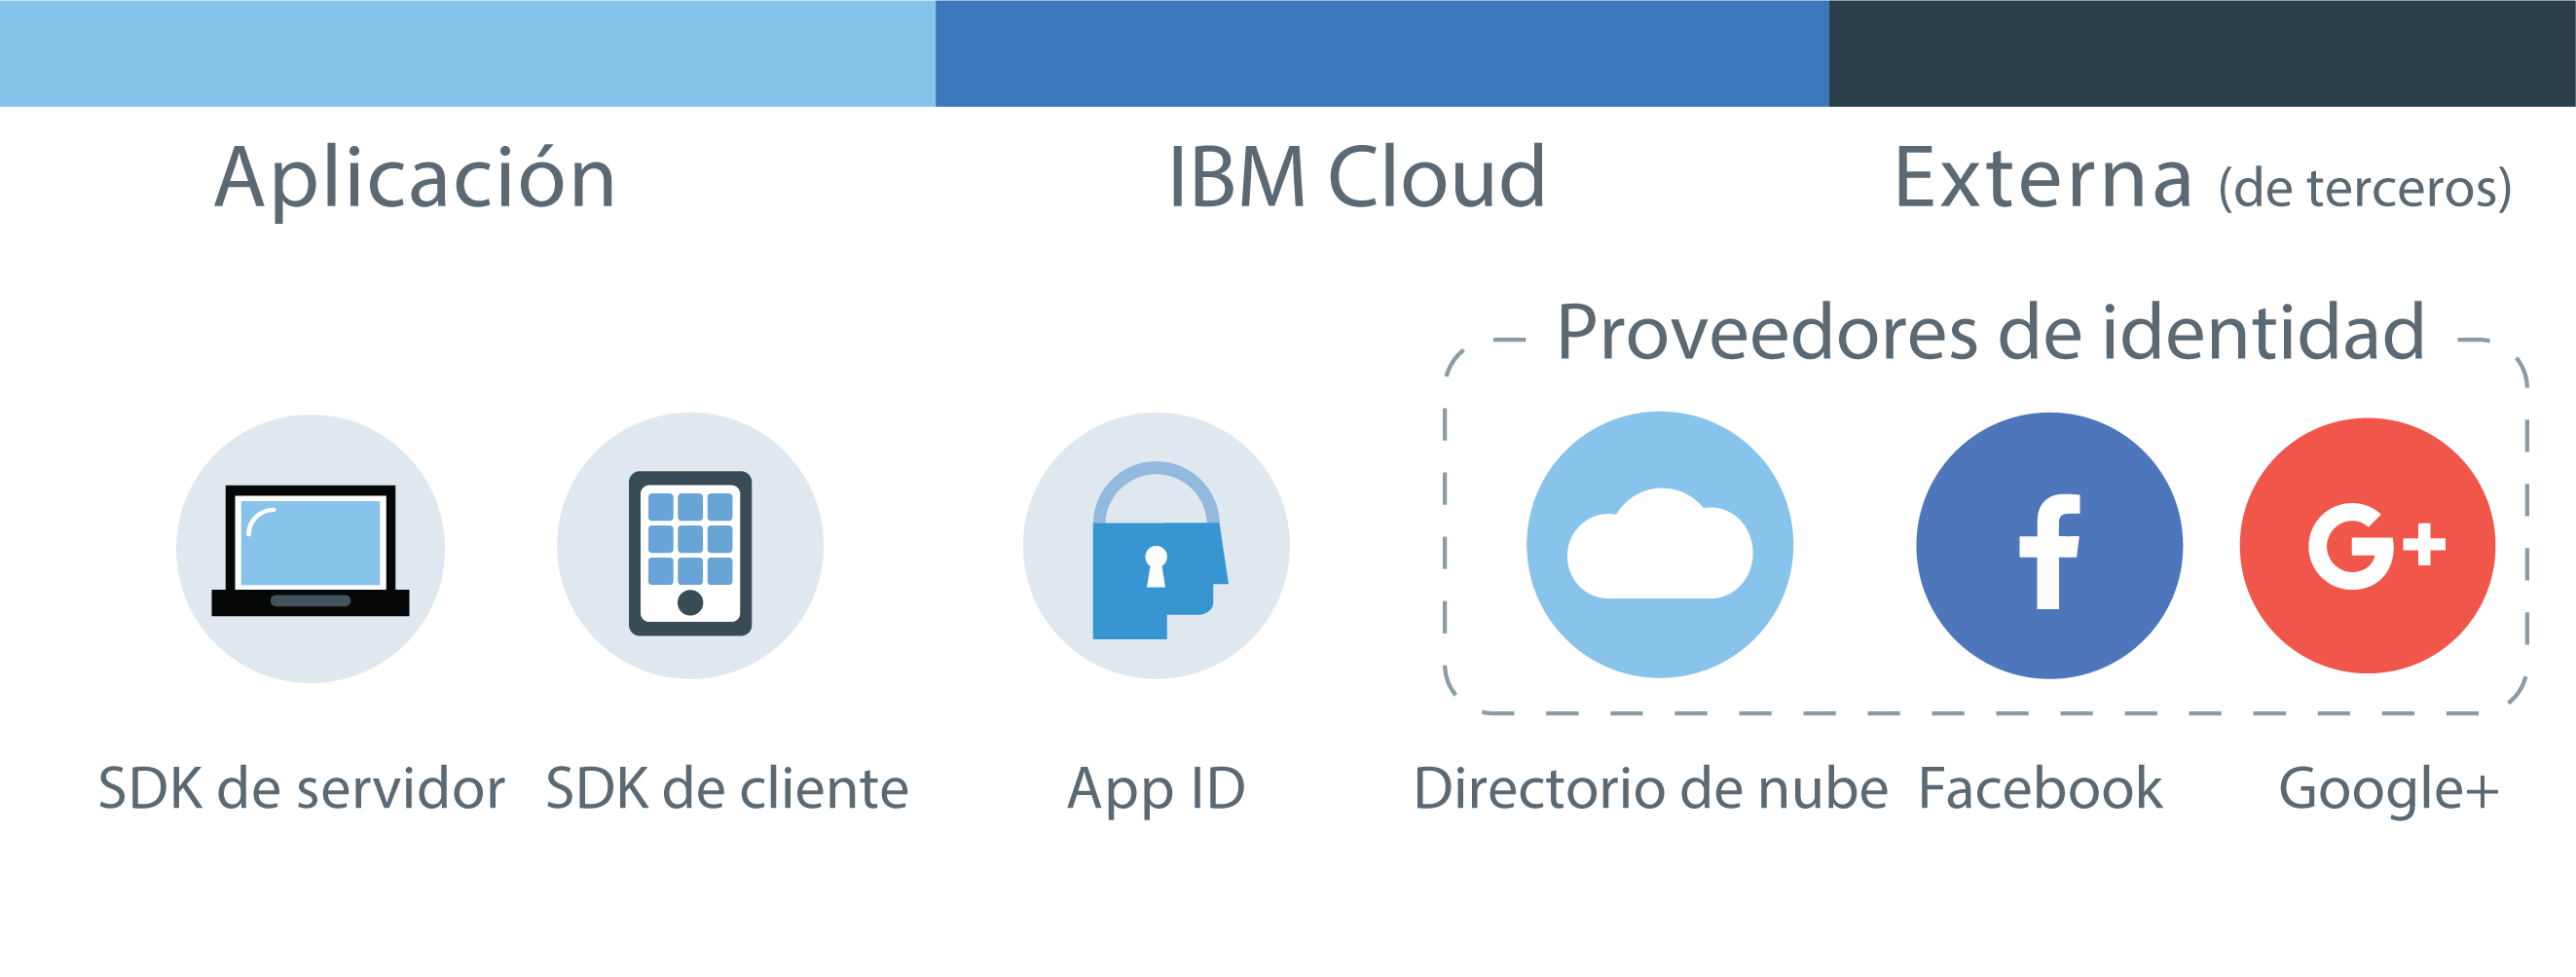 Aplicación
IBM Cloud
Externa (de terceros)
Proveedores de identidad
G+
SDK de servidor
SDK de cliente
App ID
Directorio de nube
Facebook
Google+